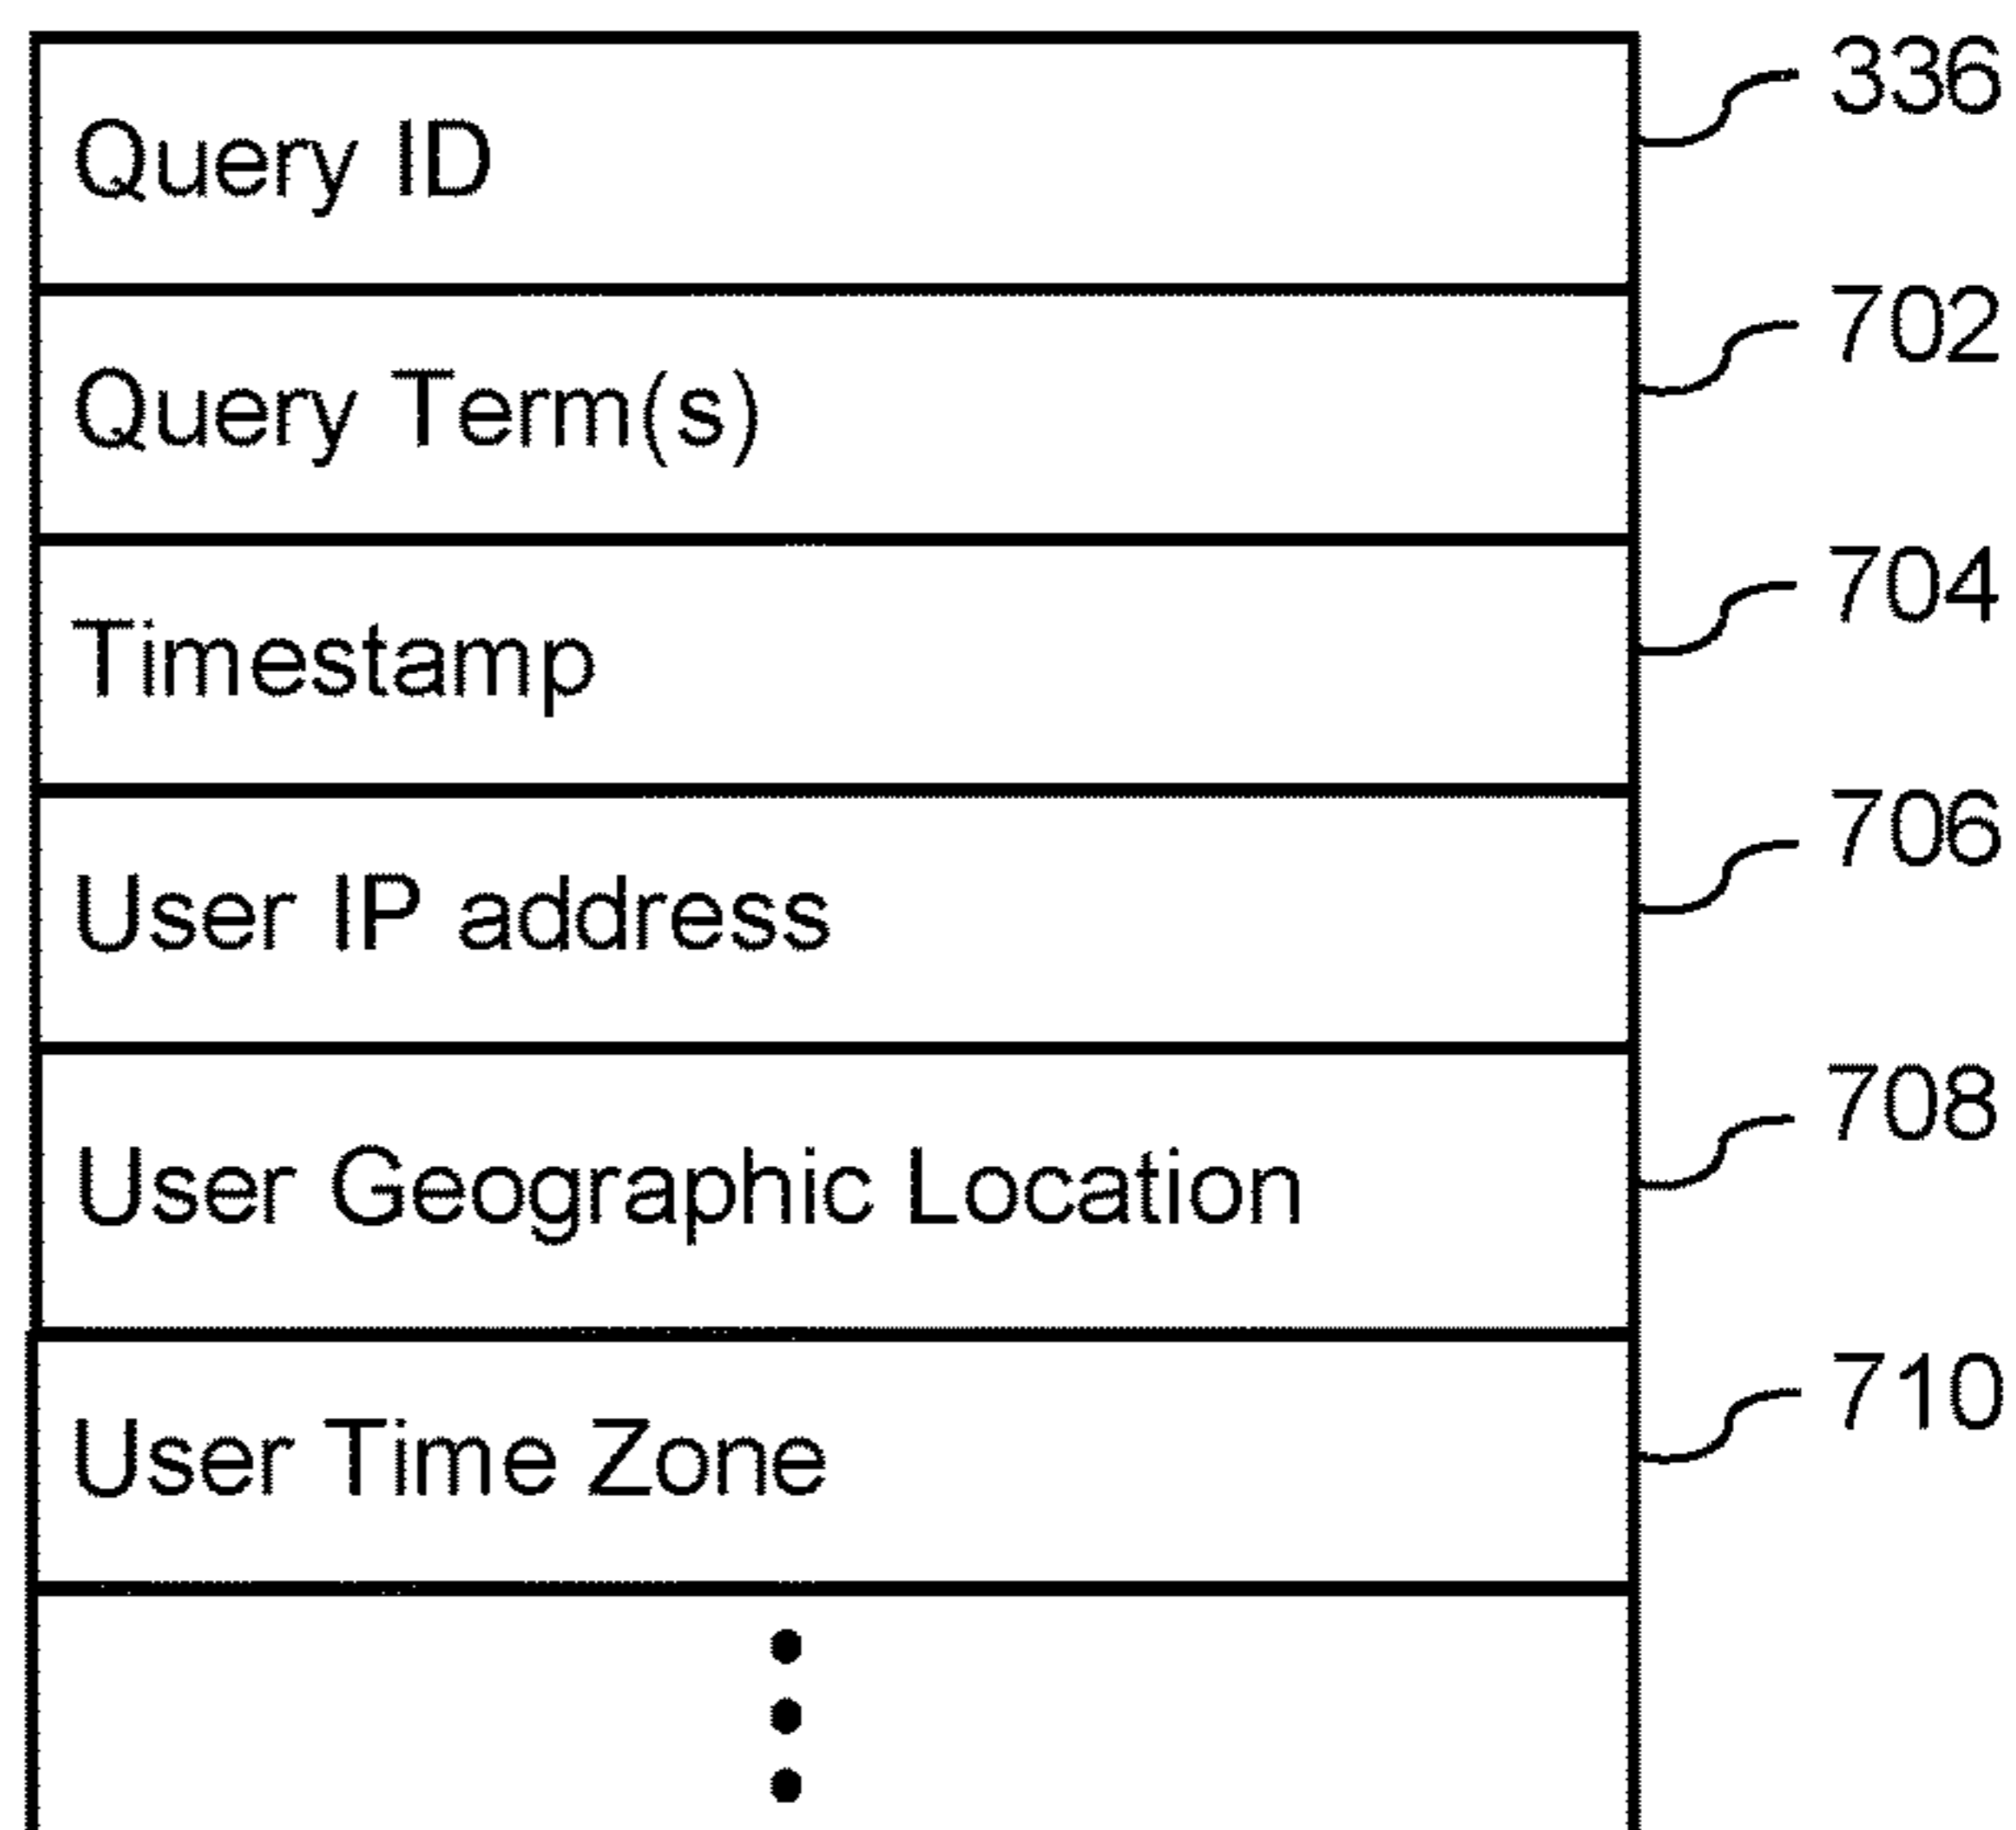 Query ID 336
Query Term(s) 702
Timestamp 704
User IP address 706
User Geographic Location 708
User Time Zone 710